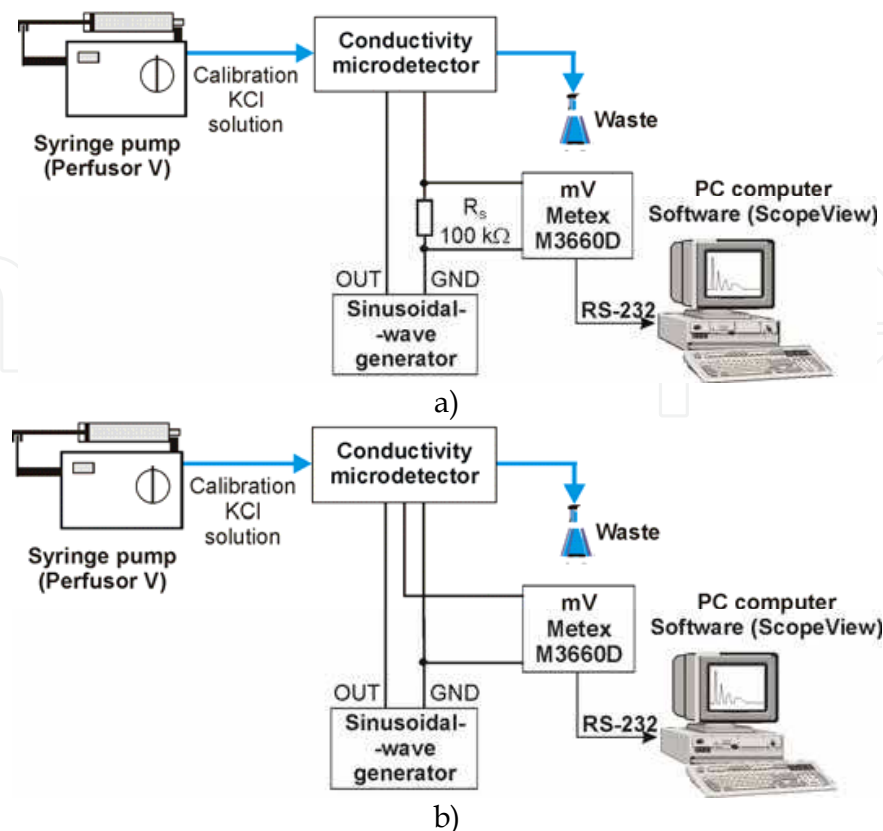 Conductivity
microdetector
Calibration
KCl
solution
Syringe pump
(Perfusor V)
Waste
R_s
100 kΩ
mV
Metex
M3660D
PC computer
Software (ScopeView)
OUT
GND
RS-232
Sinusoidal-
-wave
generator
a)
Conductivity
microdetector
Calibration
KCl
solution
Syringe pump
(Perfusor V)
Waste
mV
Metex
M3660D
PC computer
Software (ScopeView)
OUT
GND
RS-232
Sinusoidal-
-wave
generator
b)